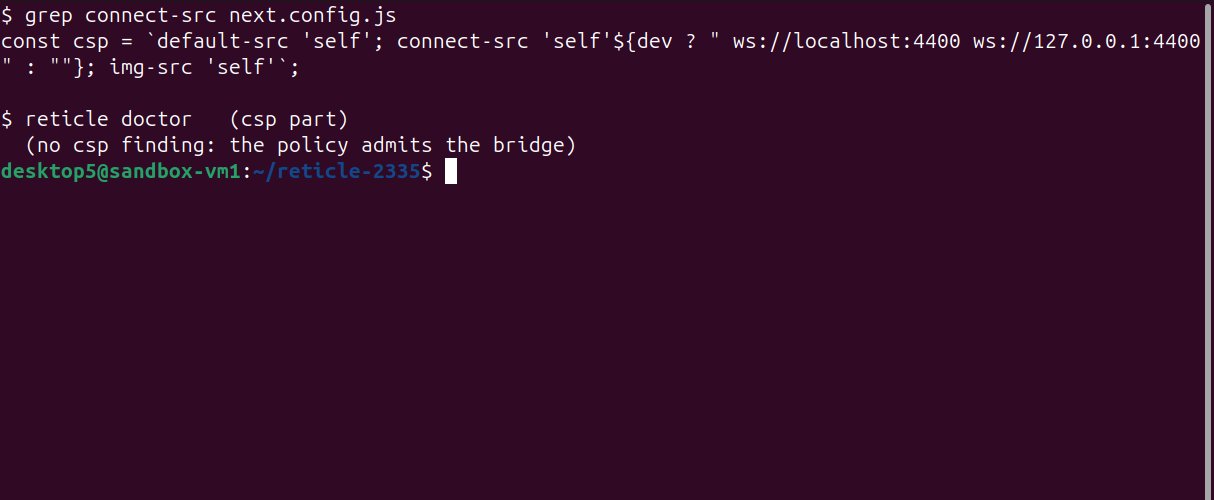 $ grep connect-src next.config.js
const csp = `default-src 'self'; connect-src 'self'${dev ? " ws://localhost:4400 ws://127.0.0.1:4400
" : ""}; img-src 'self'`;
$ reticle doctor   (csp part)
  (no csp finding: the policy admits the bridge)
desktop5@sandbox-vm1:~/reticle-2335$